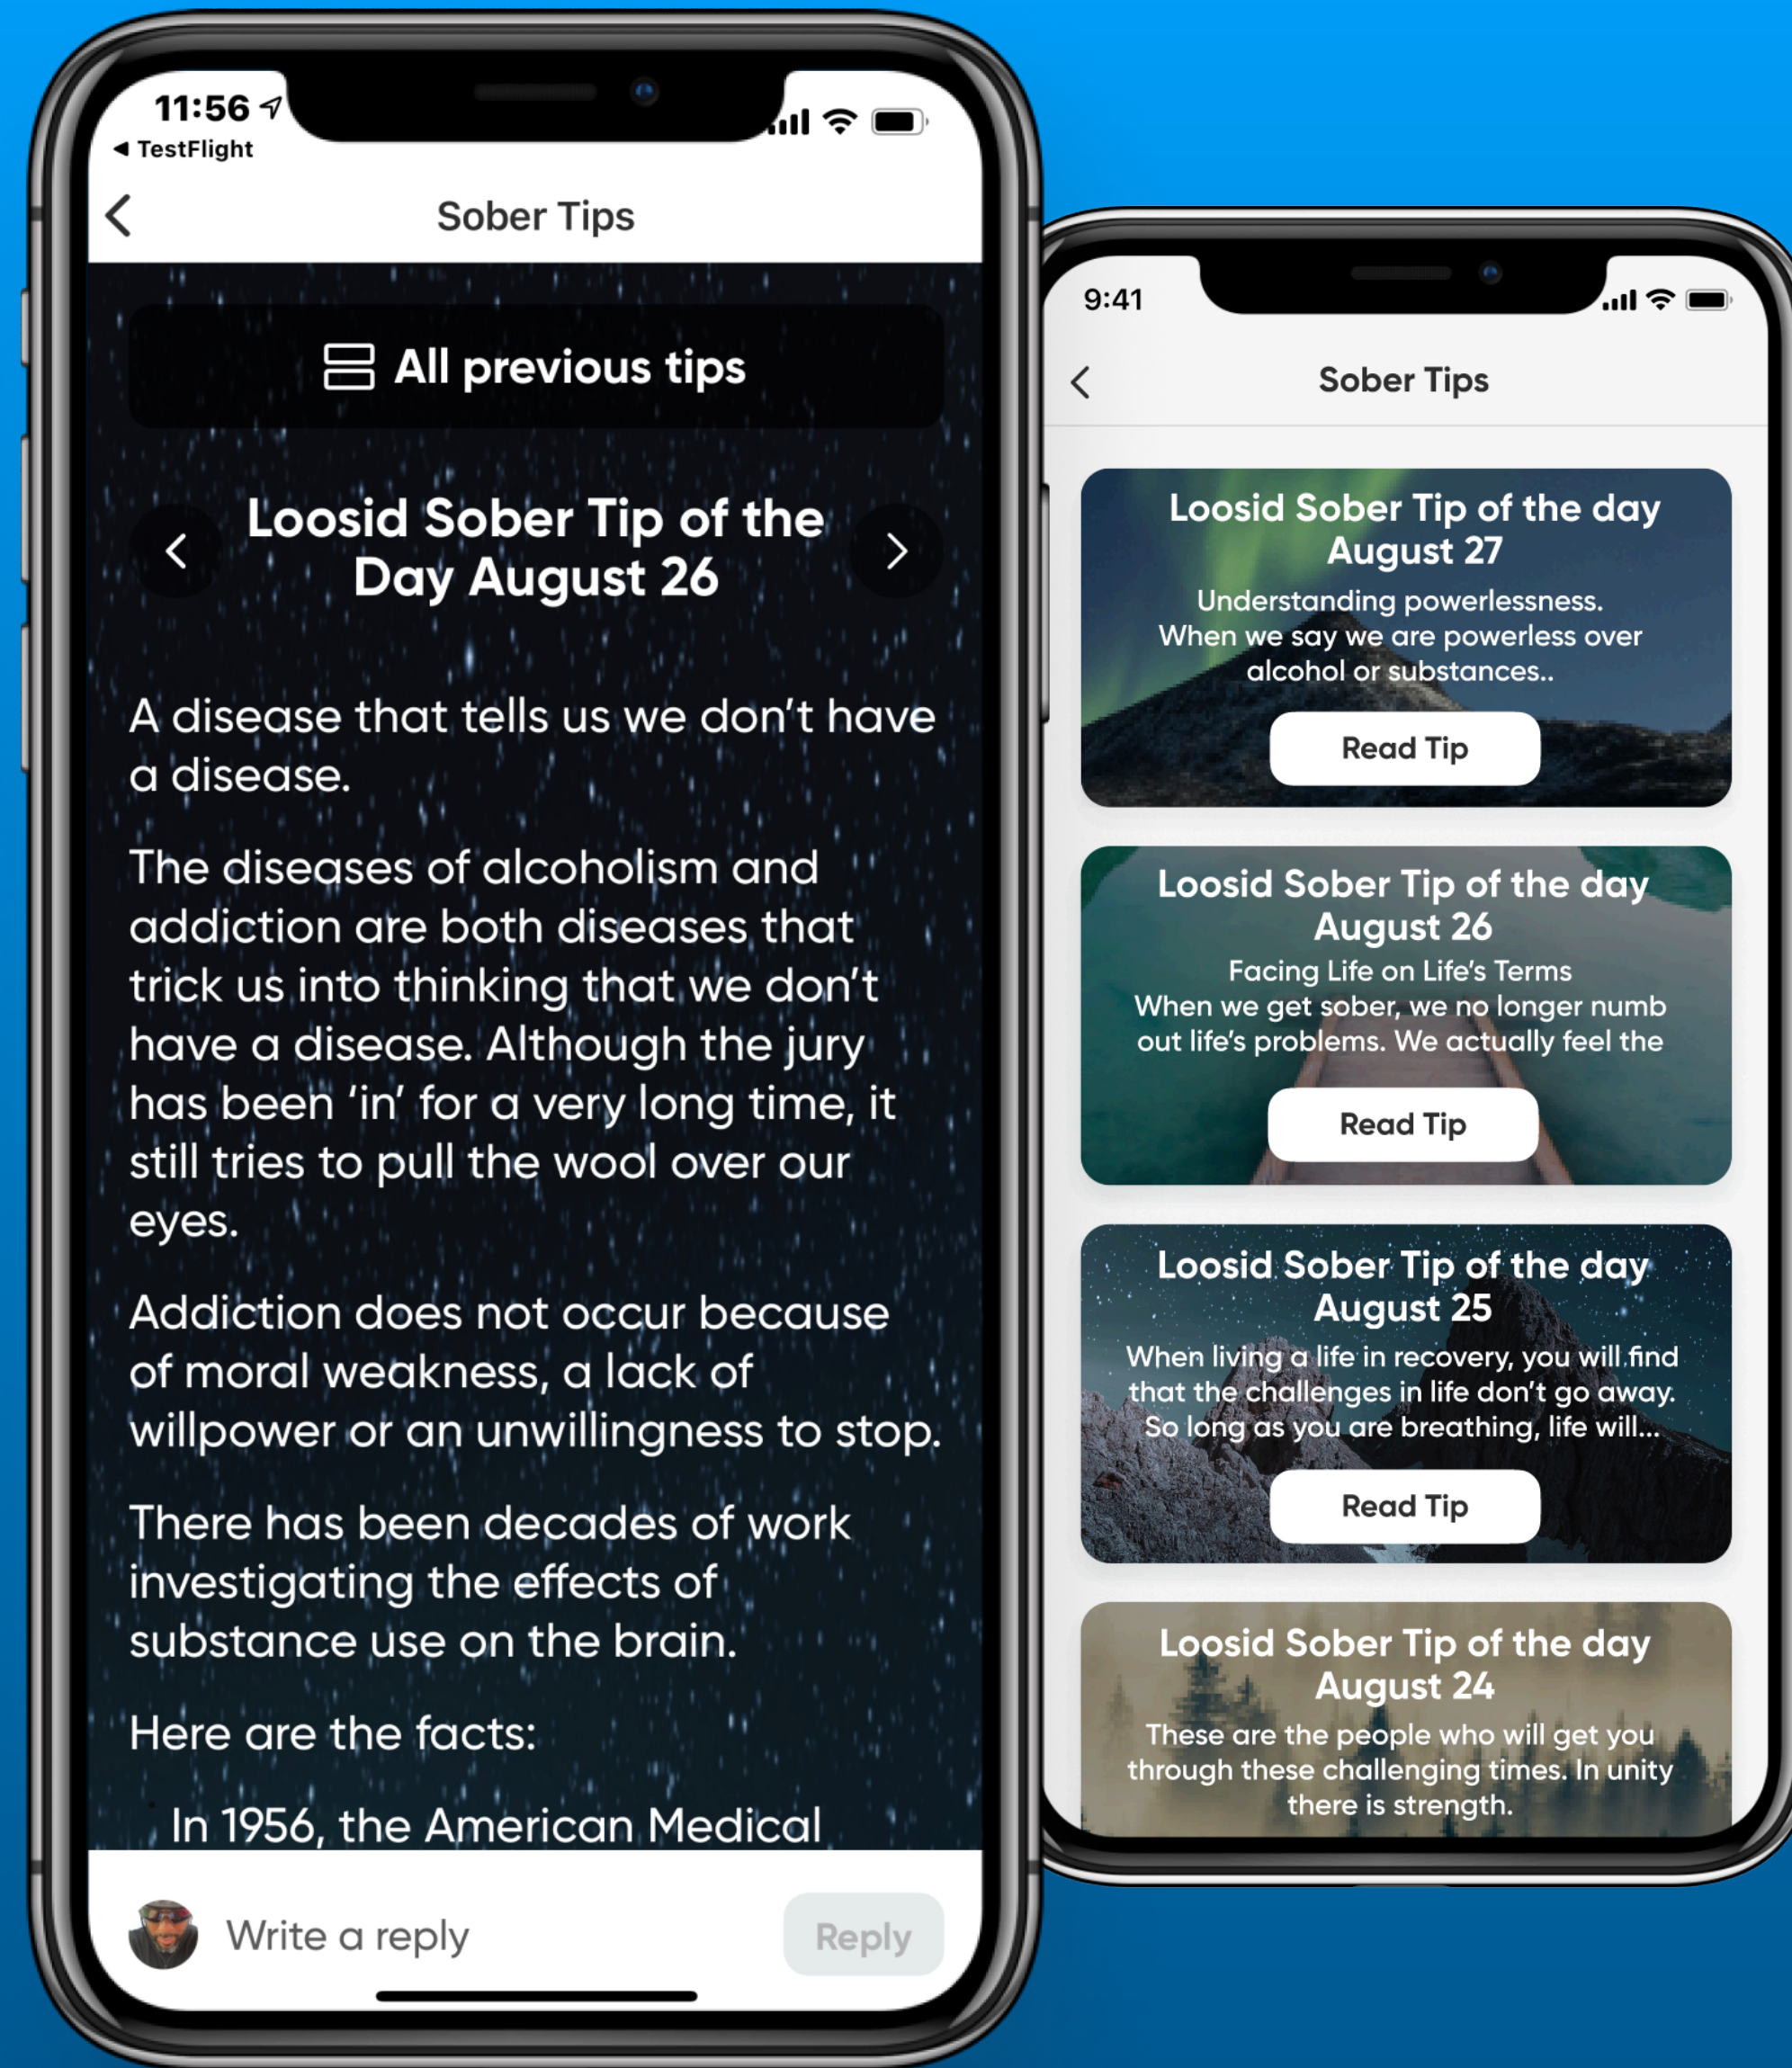 11:56
◀ TestFlight
Sober Tips
All previous tips
Loosid Sober Tip of the
Day August 26
A disease that tells us we don’t have
a disease.
The diseases of alcoholism and
addiction are both diseases that
trick us into thinking that we don’t
have a disease. Although the jury
has been ‘in’ for a very long time, it
still tries to pull the wool over our
eyes.
Addiction does not occur because
of moral weakness, a lack of
willpower or an unwillingness to stop.
There has been decades of work
investigating the effects of
substance use on the brain.
Here are the facts:
In 1956, the American Medical
Write a reply
Reply
9:41
Sober Tips
Loosid Sober Tip of the day
August 27
Understanding powerlessness.
When we say we are powerless over
alcohol or substances..
Read Tip
Loosid Sober Tip of the day
August 26
Facing Life on Life’s Terms
When we get sober, we no longer numb
out life’s problems. We actually feel the
Read Tip
Loosid Sober Tip of the day
August 25
When living a life in recovery, you will find
that the challenges in life don’t go away.
So long as you are breathing, life will...
Read Tip
Loosid Sober Tip of the day
August 24
These are the people who will get you
through these challenging times. In unity
there is strength.